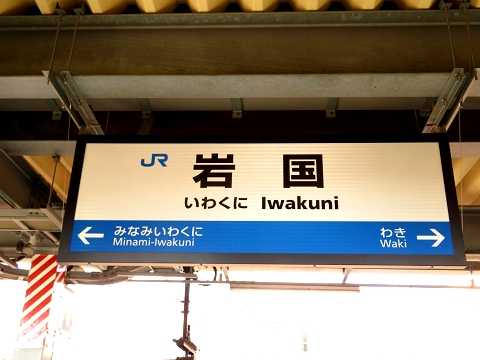 JR 岩国
いわくに Iwakuni
← みなみいわくに わき →
Minami-Iwakuni Waki